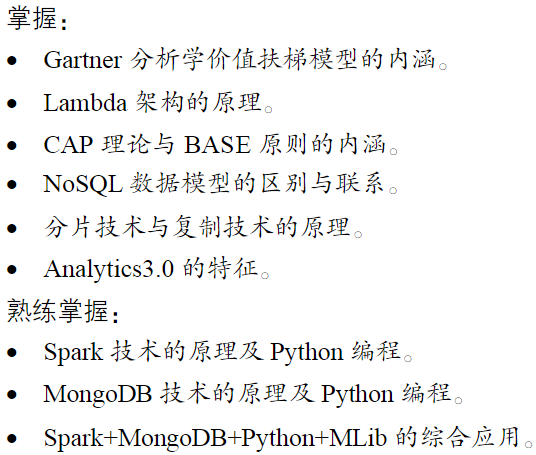 掌握：
• Gartner 分析学价值扶梯模型的内涵。
• Lambda 架构的原理。
• CAP 理论与 BASE 原则的内涵。
• NoSQL 数据模型的区别与联系。
• 分片技术与复制技术的原理。
• Analytics3.0 的特征。
熟练掌握：
• Spark 技术的原理及 Python 编程。
• MongoDB 技术的原理及 Python 编程。
• Spark+MongoDB+Python+MLib 的综合应用。